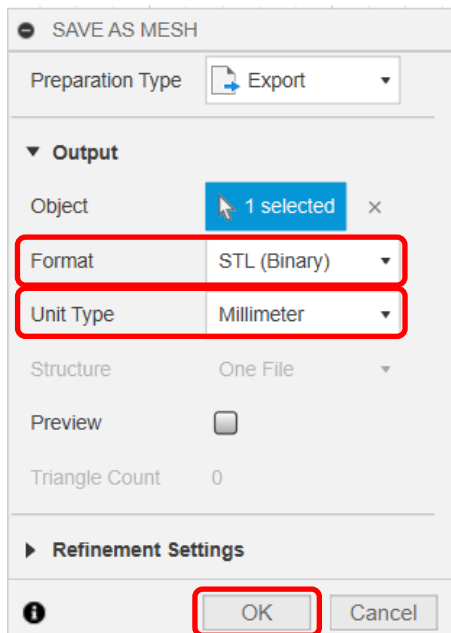 SAVE AS MESH
Preparation Type Export
Output
Object 1 selected
Format STL (Binary)
Unit Type Millimeter
Structure One File
Preview
Triangle Count 0
Refinement Settings
OK Cancel